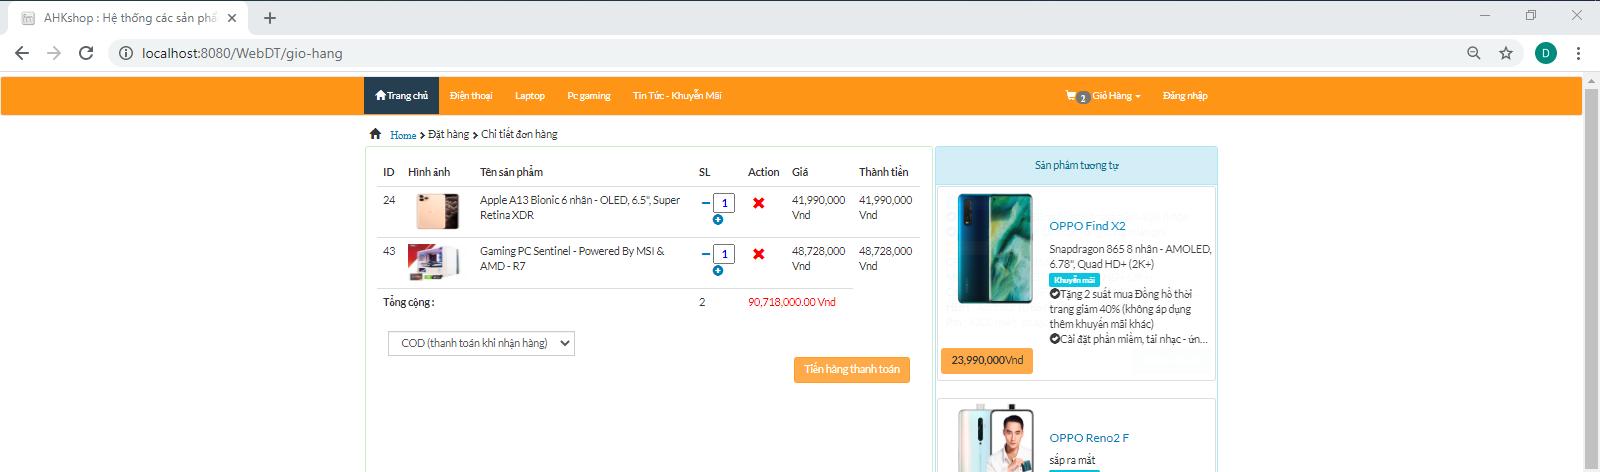 AHKshop : Hệ thống các sản phẩ
localhost:8080/WebDT/gio-hang
D
Trang chủ Điện thoại Laptop Pc gaming Tin Tức - Khuyến Mãi 2 Giỏ Hàng Đăng nhập
Home Đặt hàng Chi tiết đơn hàng
ID Hình ảnh Tên sản phẩm SL Action Giá Thành tiền
24 Apple A13 Bionic 6 nhân - OLED, 6.5", Super 1 41,990,000 41,990,000
Retina XDR Vnd Vnd
43 Gaming PC Sentinel - Powered By MSI & 1 48,728,000 48,728,000
AMD - R7 Vnd Vnd
Tổng cộng : 2 90,718,000.00 Vnd
COD (thanh toán khi nhận hàng)
Tiến hàng thanh toán
Sản phẩm tương tự
OPPO Find X2
Snapdragon 865 8 nhân - AMOLED,
6.78", Quad HD+ (2K+)
Khuyến mãi
Tặng 2 suất mua Đồng hồ thời
trang giảm 40% (không áp dụng
thêm khuyến mãi khác)
Cài đặt phần mềm, tải nhạc - ứn...
23,990,000Vnd
OPPO Reno2 F
sắp ra mắt